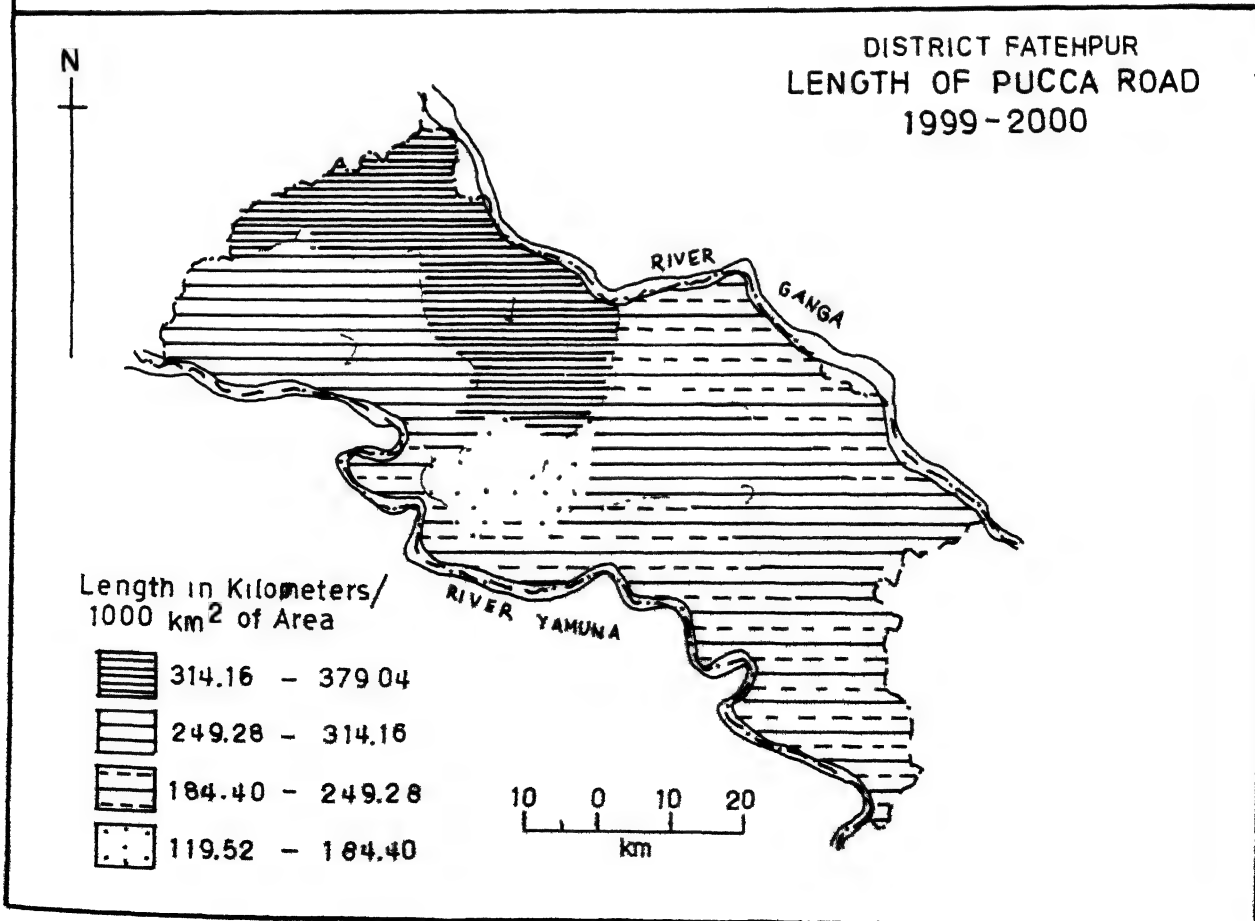 N
DISTRICT FATEHPUR
LENGTH OF PUCCA ROAD
1999-2000
RIVER GANGA
RIVER YAMUNA
Length in Kilometers/
1000 km² of Area
314.16 - 379 04
249.28 - 314.16
184.40 - 249.28
119.52 - 184.40
10 0 10 20
km